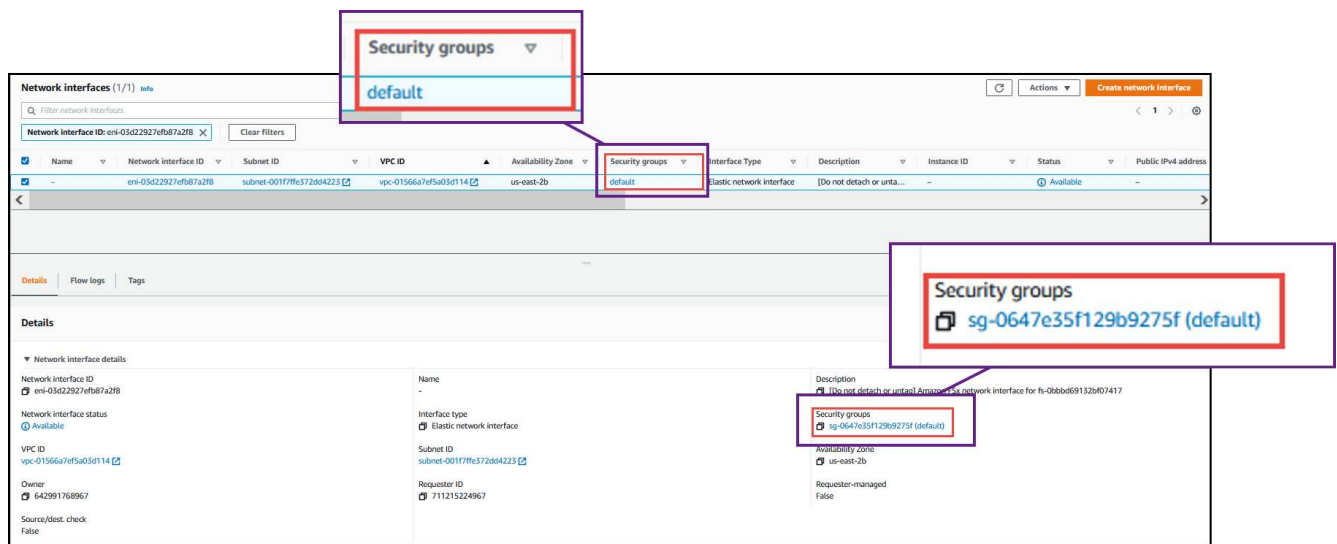 Security groups
default
Network interfaces (1/1) Info
Actions
Create network interface
Filter network interfaces
1
Network interface ID: eni-03d22927efb87a2f8 X
Clear filters
Name Network interface ID Subnet ID VPC ID Availability Zone Security groups Interface Type Description Instance ID Status Public IPv4 address
- eni-03d22927efb87a2f8 subnet-001f7ffe372dd4223 vpc-01566a7ef5a03d114 us-east-2b default Elastic network interface [Do not detach or unta... - Available -
Details Flow logs Tags
Security groups
sg-0647e35f129b9275f (default)
Details
Network interface details
Network interface ID Name Description
eni-03d22927efb87a2f8 - [Do not detach or untag] Amazon FSx network interface for fs-0bbbd69132bf07417
Network interface status Interface type Security groups
Available Elastic network interface sg-0647e35f129b9275f (default)
VPC ID Subnet ID Availability Zone
vpc-01566a7ef5a03d114 subnet-001f7ffe372dd4223 us-east-2b
Owner Requester ID Requester-managed
642991768967 711215224967 False
Source/dest. check
False